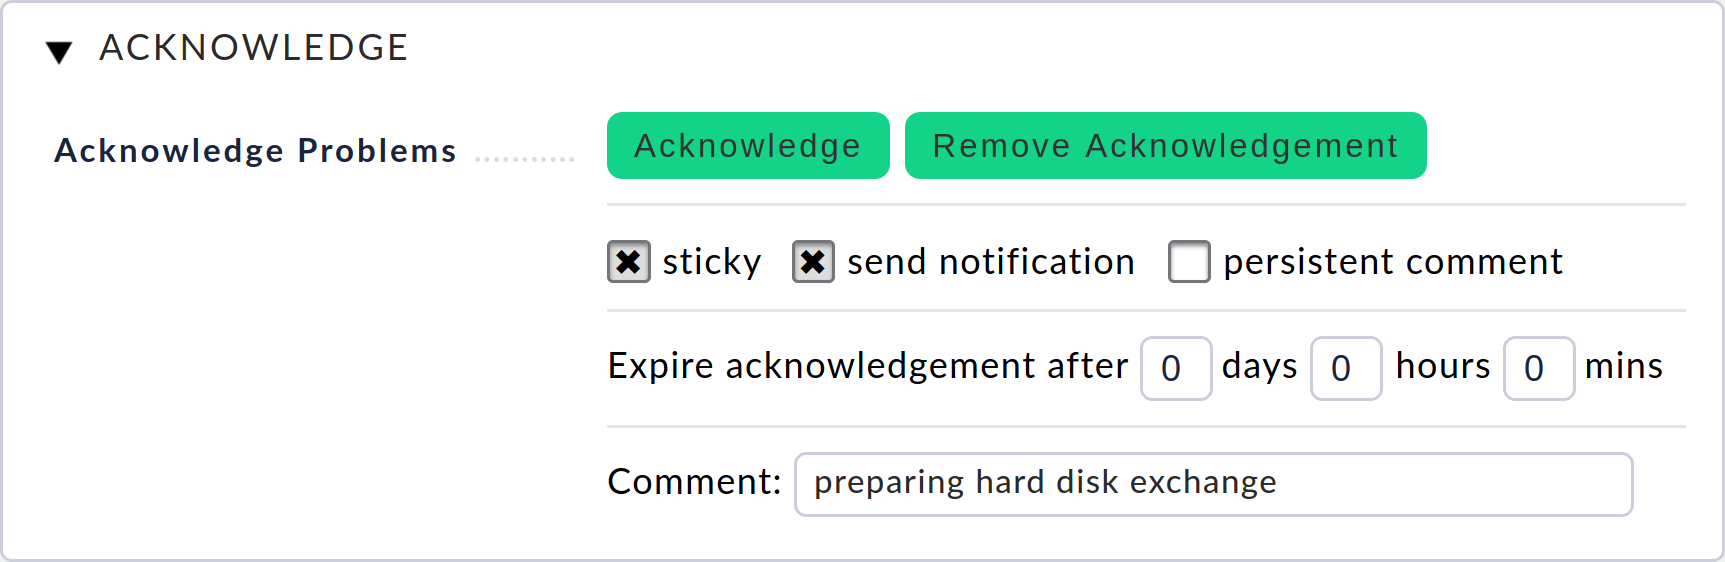 ACKNOWLEDGE
Acknowledge Problems ........... Acknowledge Remove Acknowledgement
sticky send notification persistent comment
Expire acknowledgement after 0 days 0 hours 0 mins
Comment: preparing hard disk exchange